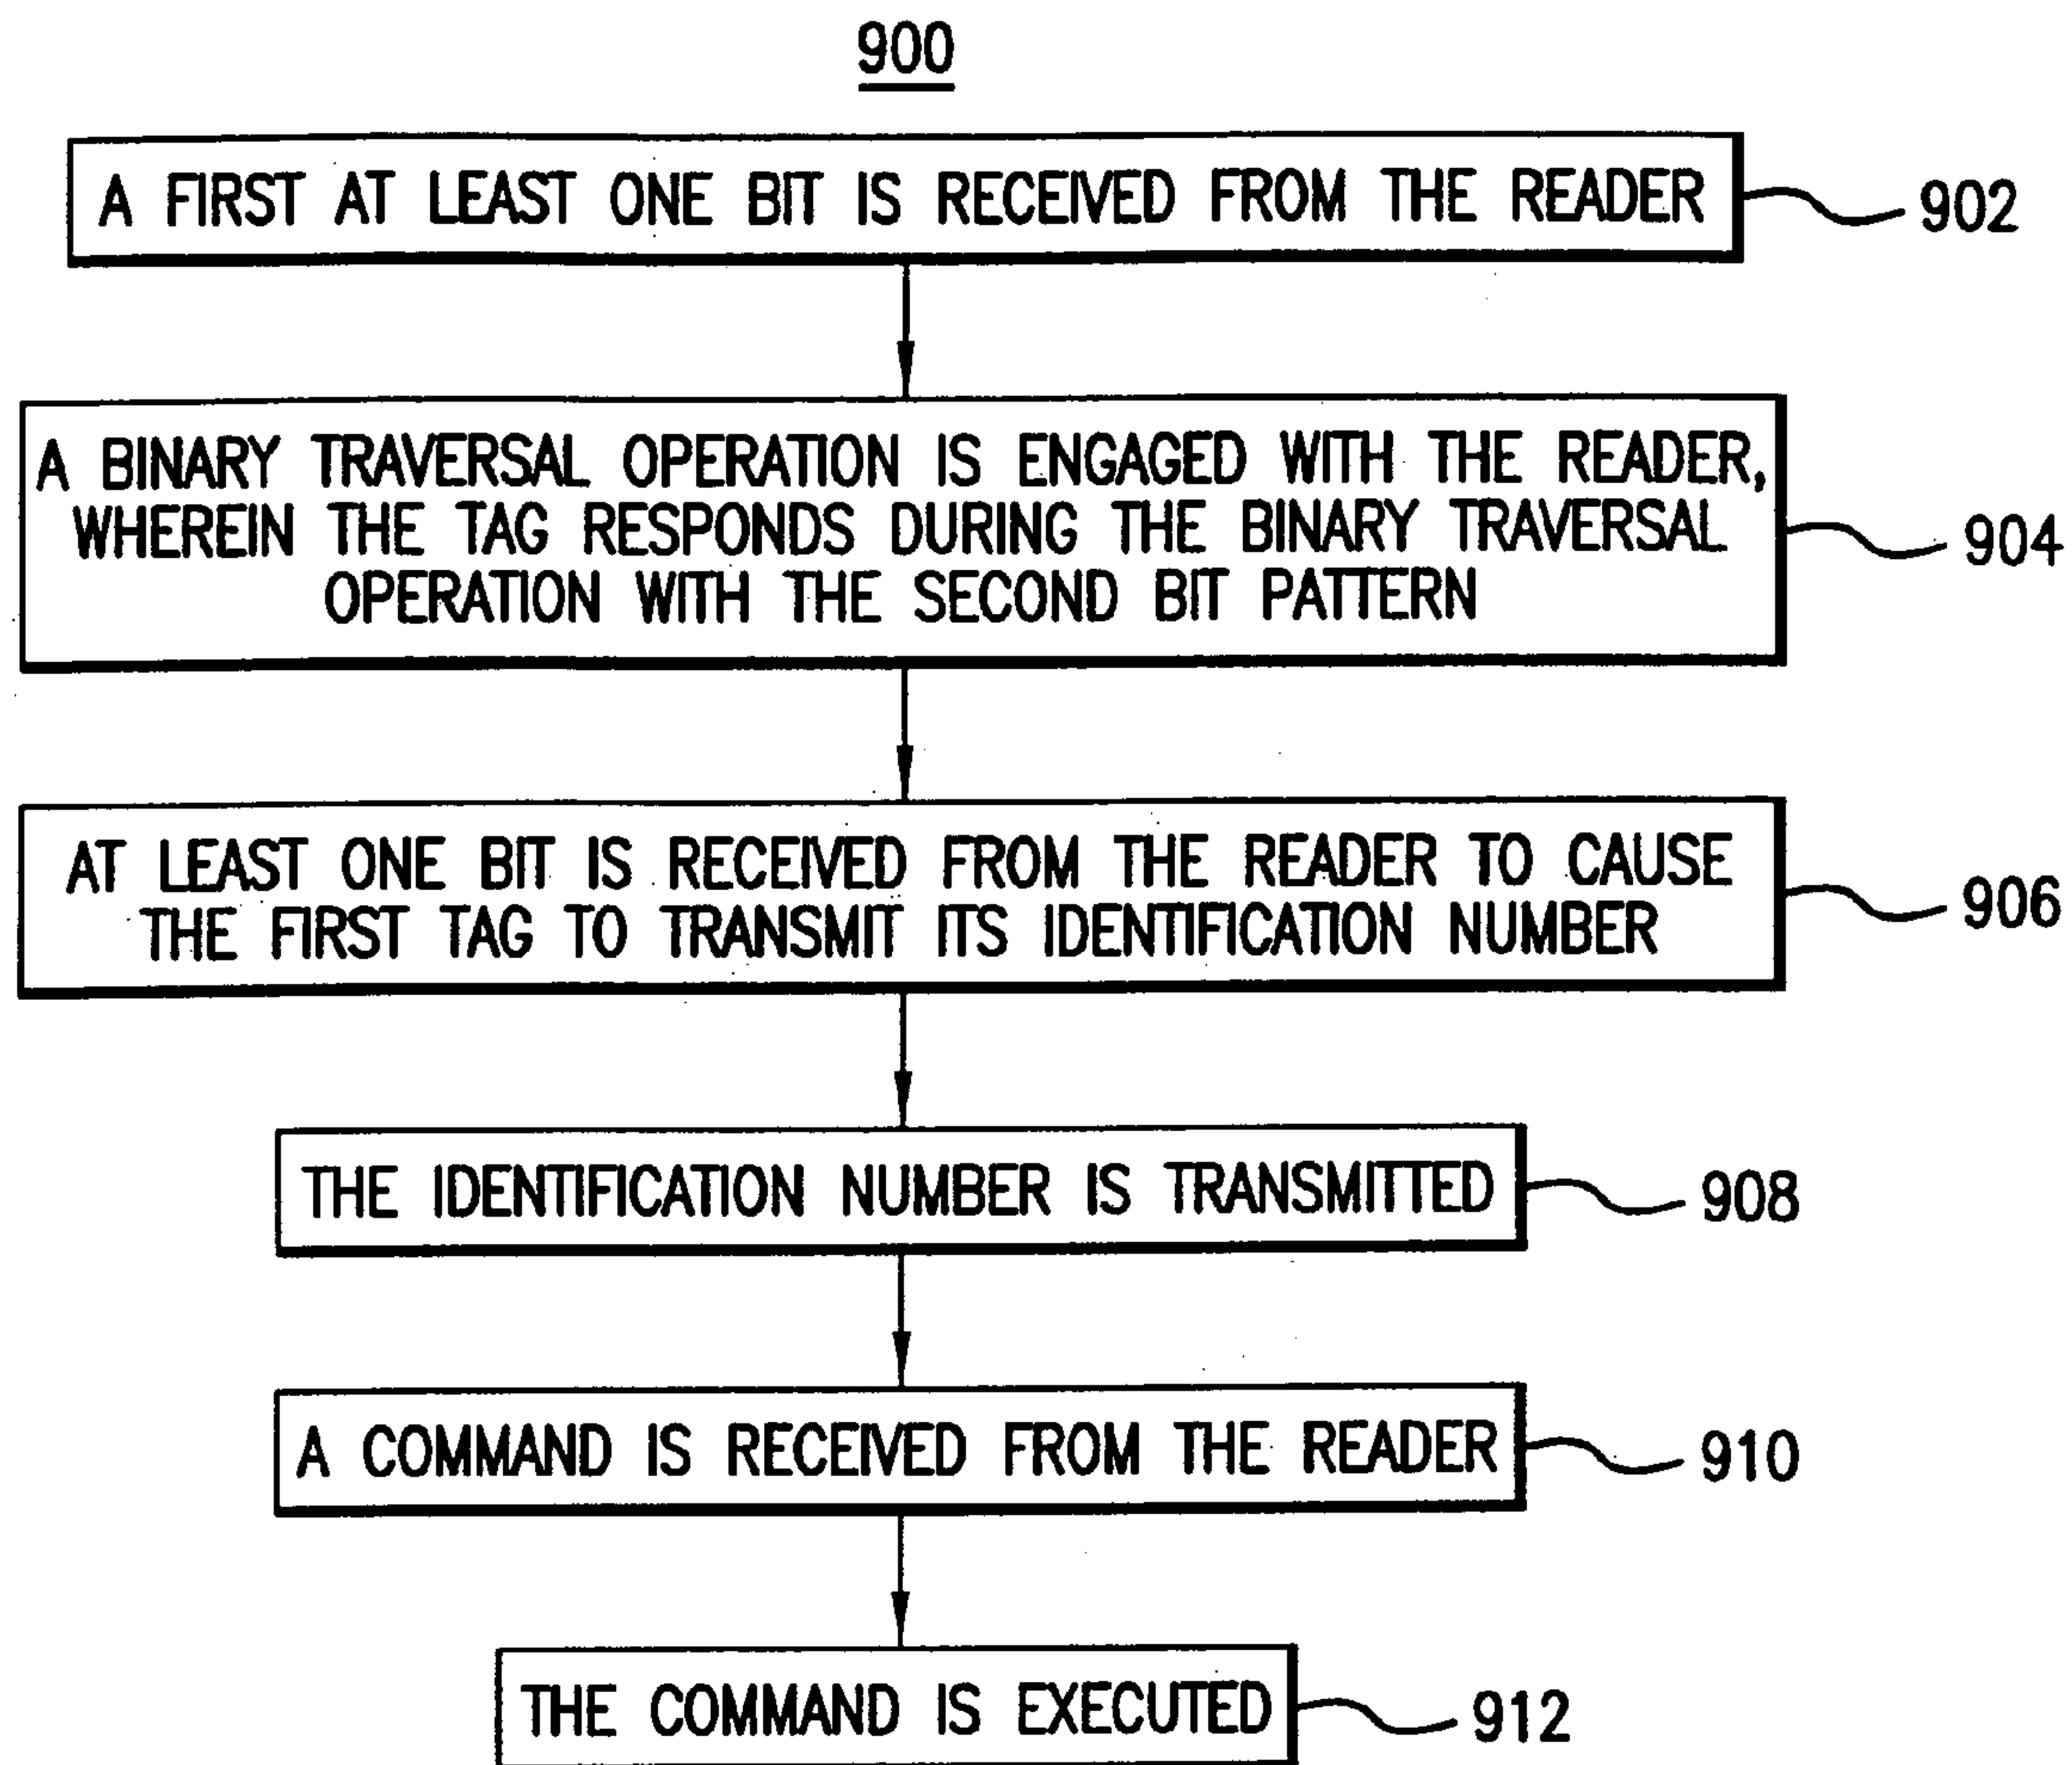 900
A FIRST AT LEAST ONE BIT IS RECEIVED FROM THE READER
902
A BINARY TRAVERSAL OPERATION IS ENGAGED WITH THE READER,
WHEREIN THE TAG RESPONDS DURING THE BINARY TRAVERSAL
OPERATION WITH THE SECOND BIT PATTERN
904
AT LEAST ONE BIT IS RECEIVED FROM THE READER TO CAUSE
THE FIRST TAG TO TRANSMIT ITS IDENTIFICATION NUMBER
906
THE IDENTIFICATION NUMBER IS TRANSMITTED
908
A COMMAND IS RECEIVED FROM THE READER
910
THE COMMAND IS EXECUTED
912